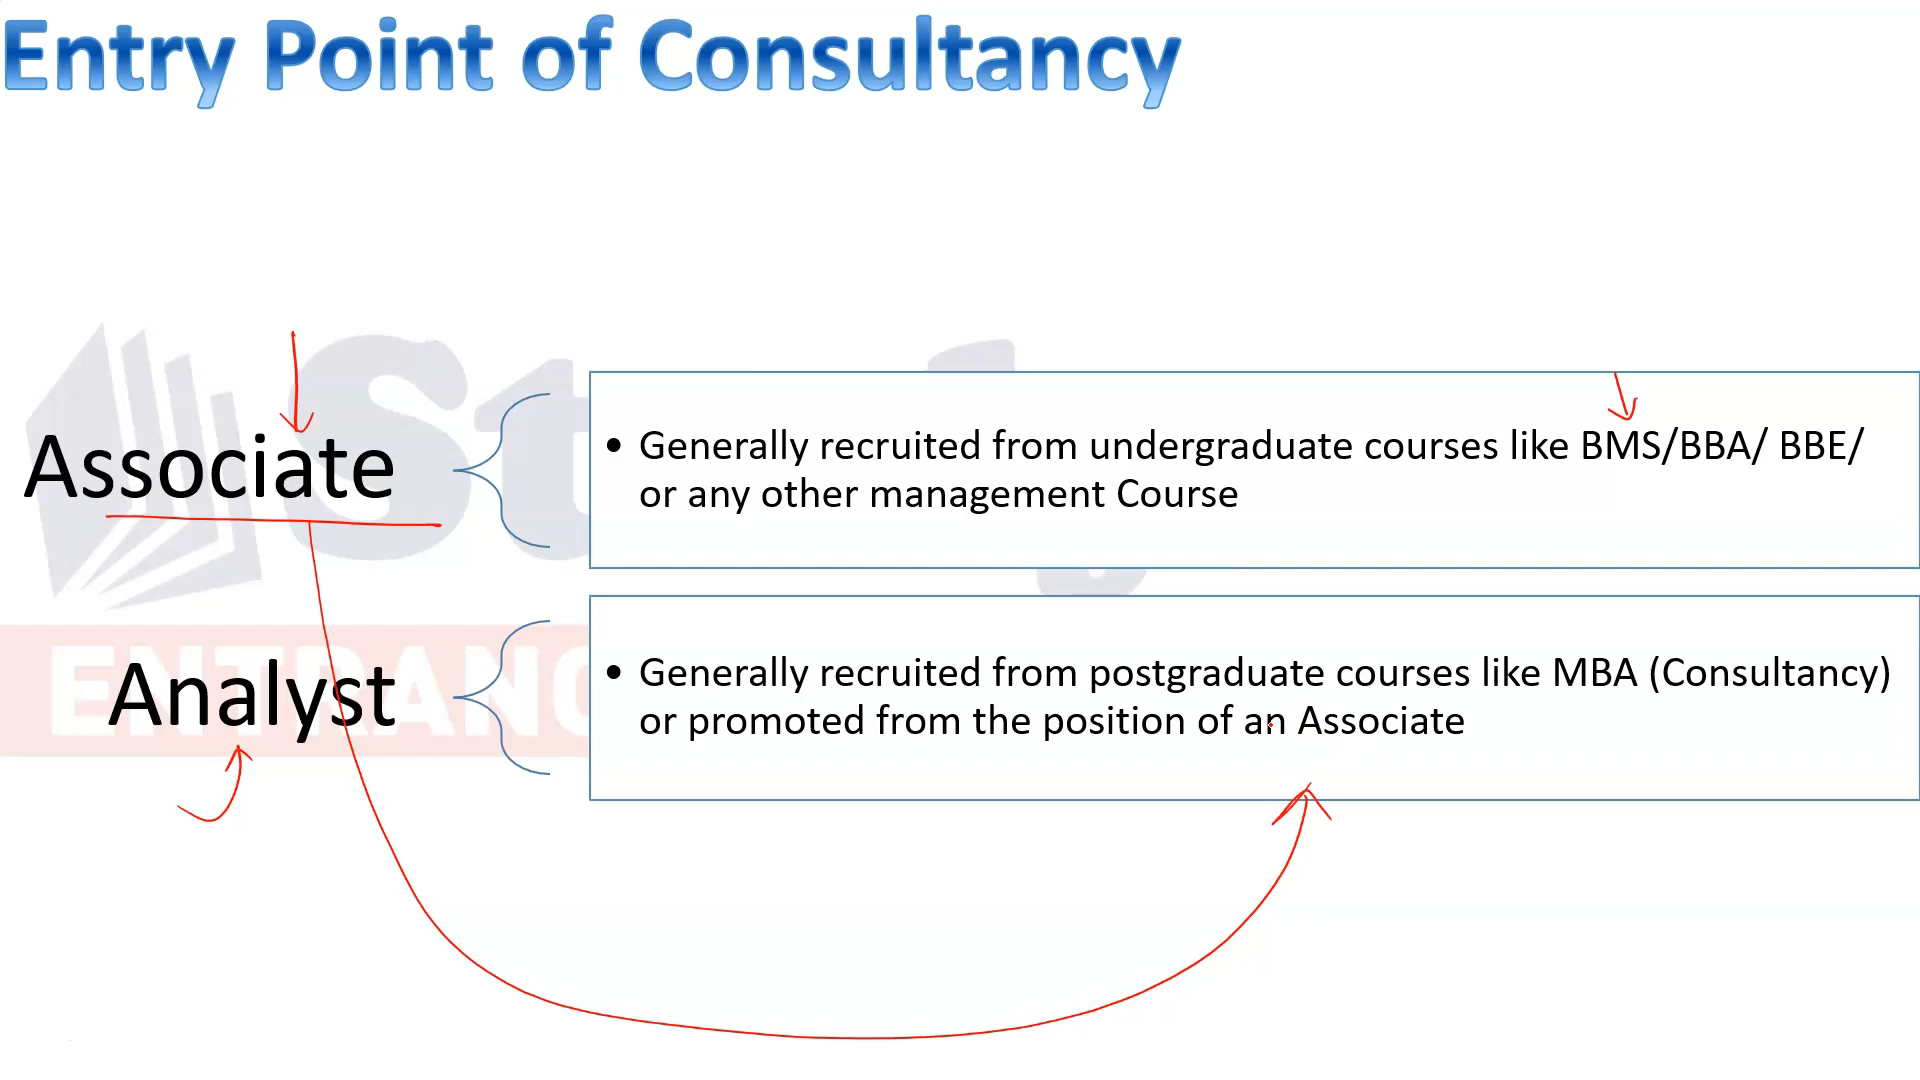 Entry Point of Consultancy
Associate
• Generally recruited from undergraduate courses like BMS/BBA/ BBE/
or any other management Course
Analyst
• Generally recruited from postgraduate courses like MBA (Consultancy)
or promoted from the position of an Associate